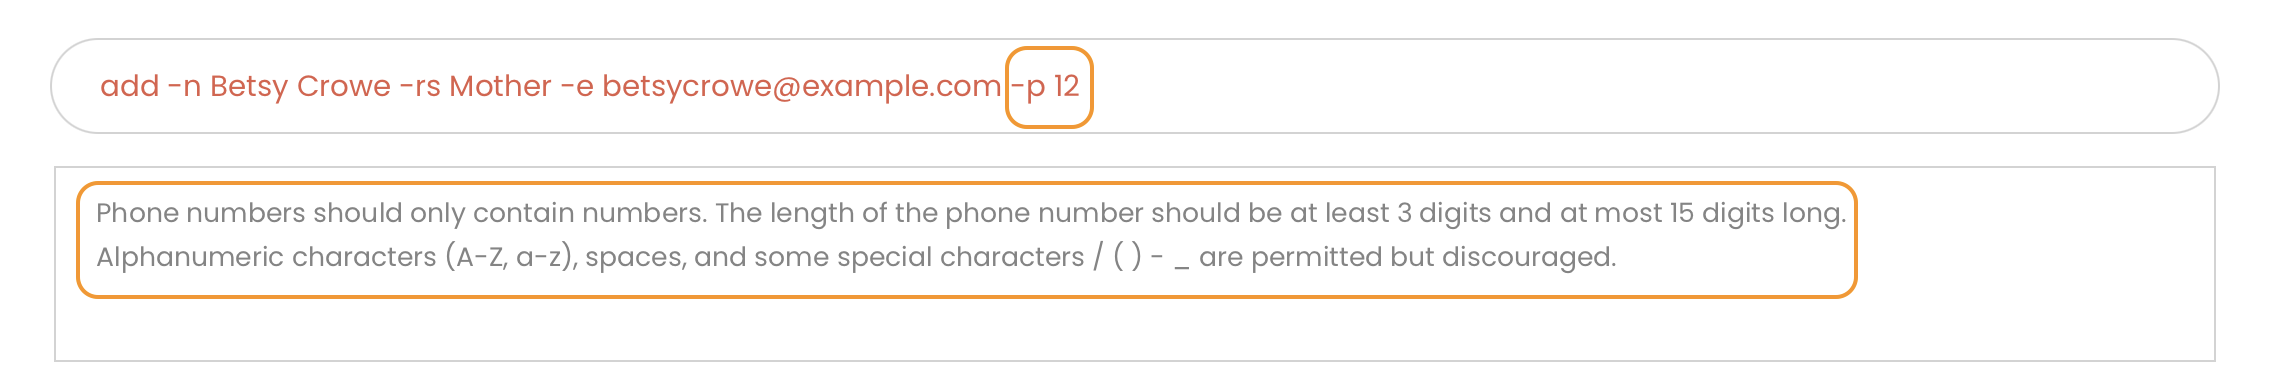 add -n Betsy Crowe -rs Mother -e betsycrowe@example.com -p 12
Phone numbers should only contain numbers. The length of the phone number should be at least 3 digits and at most 15 digits long.
Alphanumeric characters (A-Z, a-z), spaces, and some special characters / ( ) - _ are permitted but discouraged.